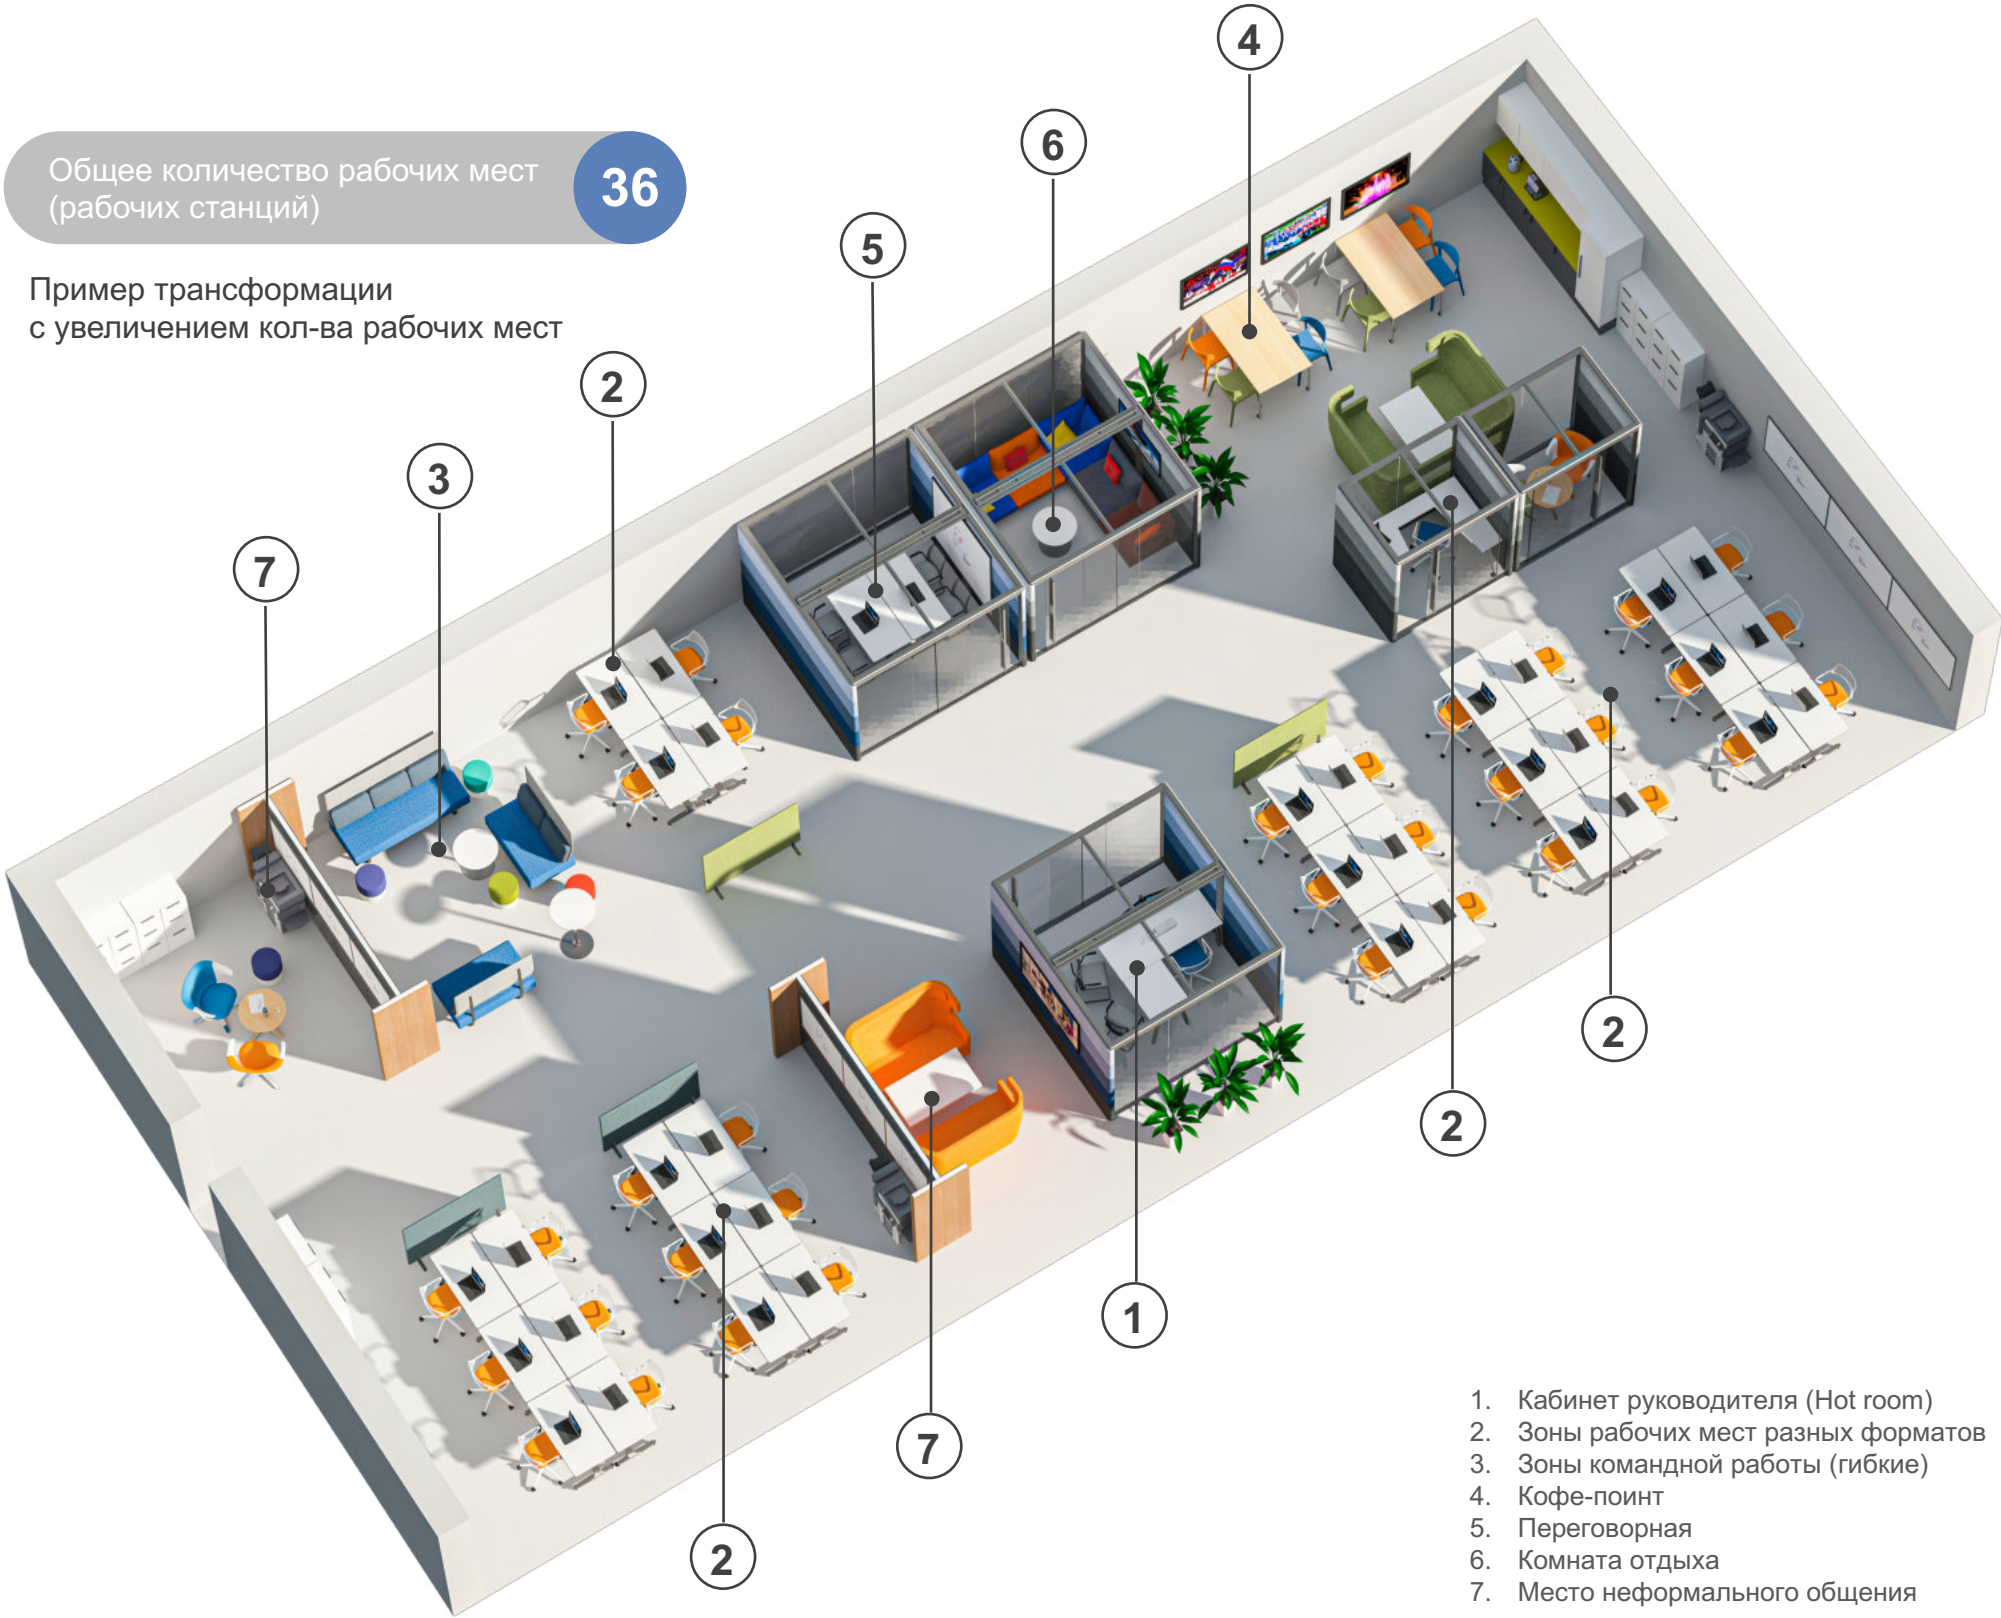 4
6
Общее количество рабочих мест
(рабочих станций)
36
5
Пример трансформации
с увеличением кол-ва рабочих мест
2
3
7
2
2
1
7
2
1. Кабинет руководителя (Hot room)
2. Зоны рабочих мест разных форматов
3. Зоны командной работы (гибкие)
4. Кофе-поинт
5. Переговорная
6. Комната отдыха
7. Место неформального общения